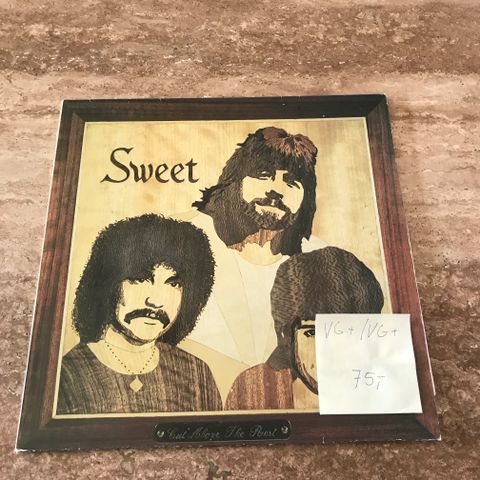 Sweet
VG+/VG+
75,-
Cut Above The Rest